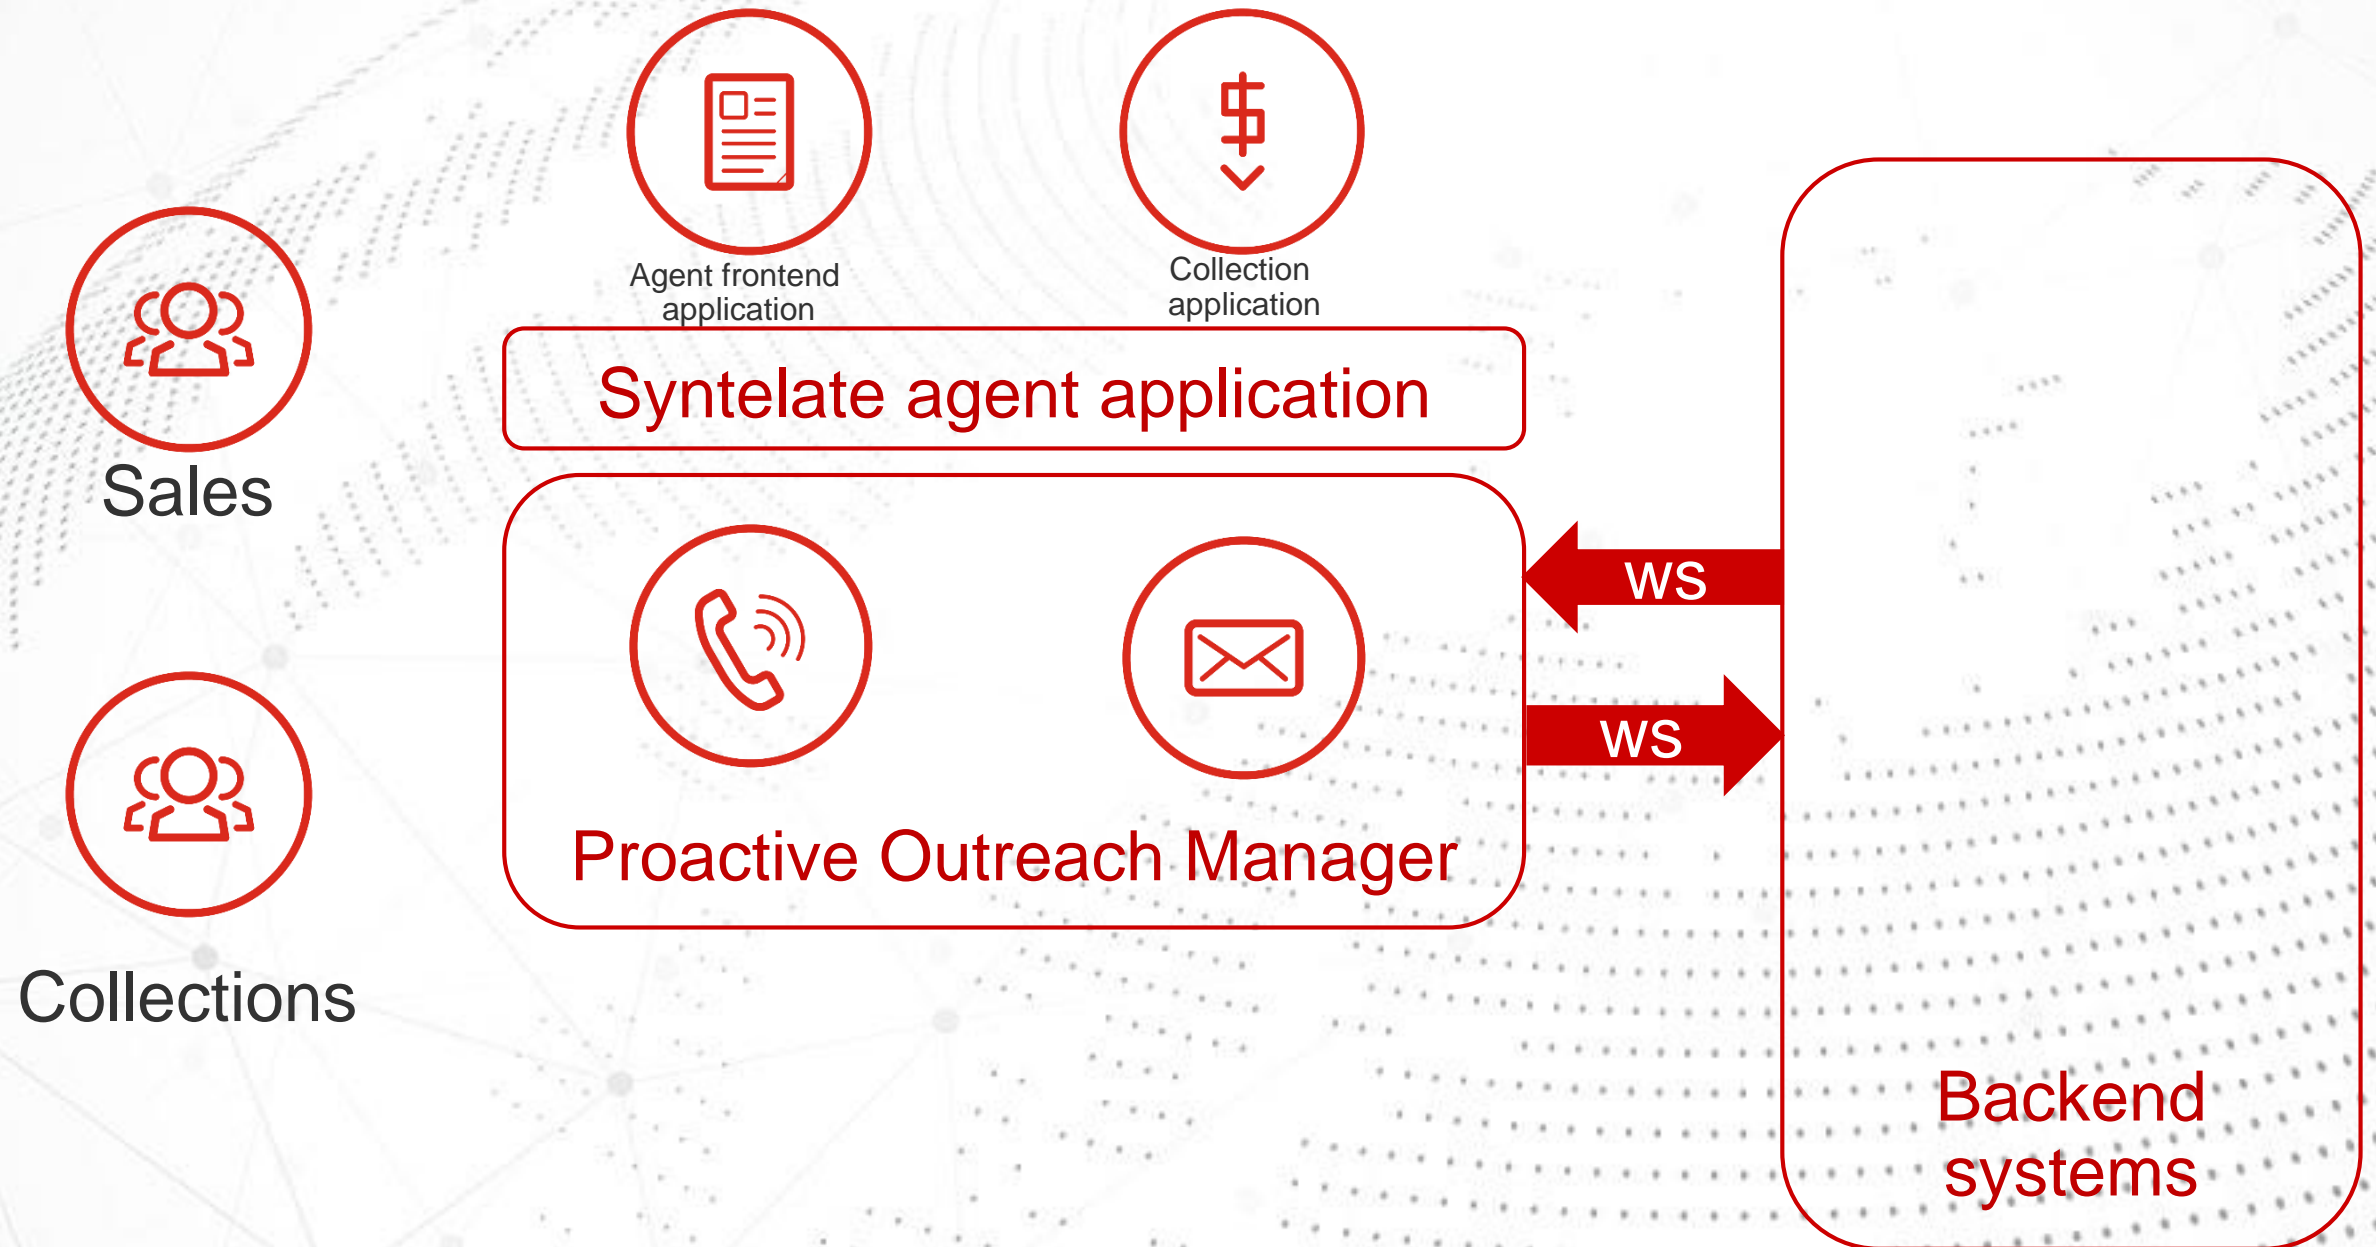 Agent frontend
application
Collection
application
Sales
Syntelate agent application
ws
ws
Proactive Outreach Manager
Collections
Backend
systems